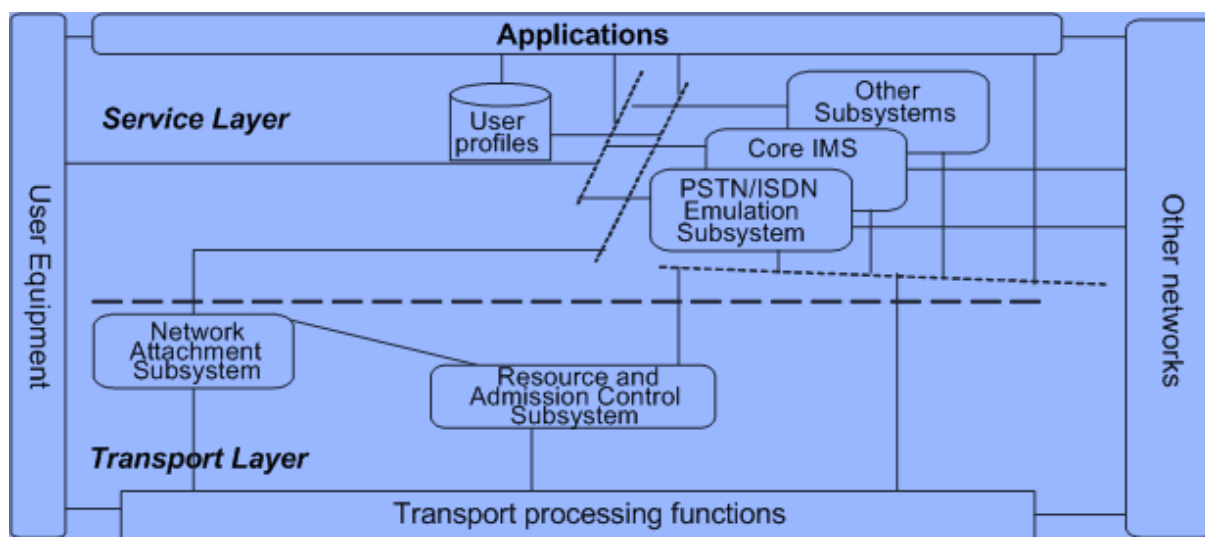 Applications
Service Layer
User
profiles
Other
Subsystems
Core IMS
PSTN/ISDN
Emulation
Subsystem
User Equipment
Other networks
Network
Attachment
Subsystem
Resource and
Admission Control
Subsystem
Transport Layer
Transport processing functions